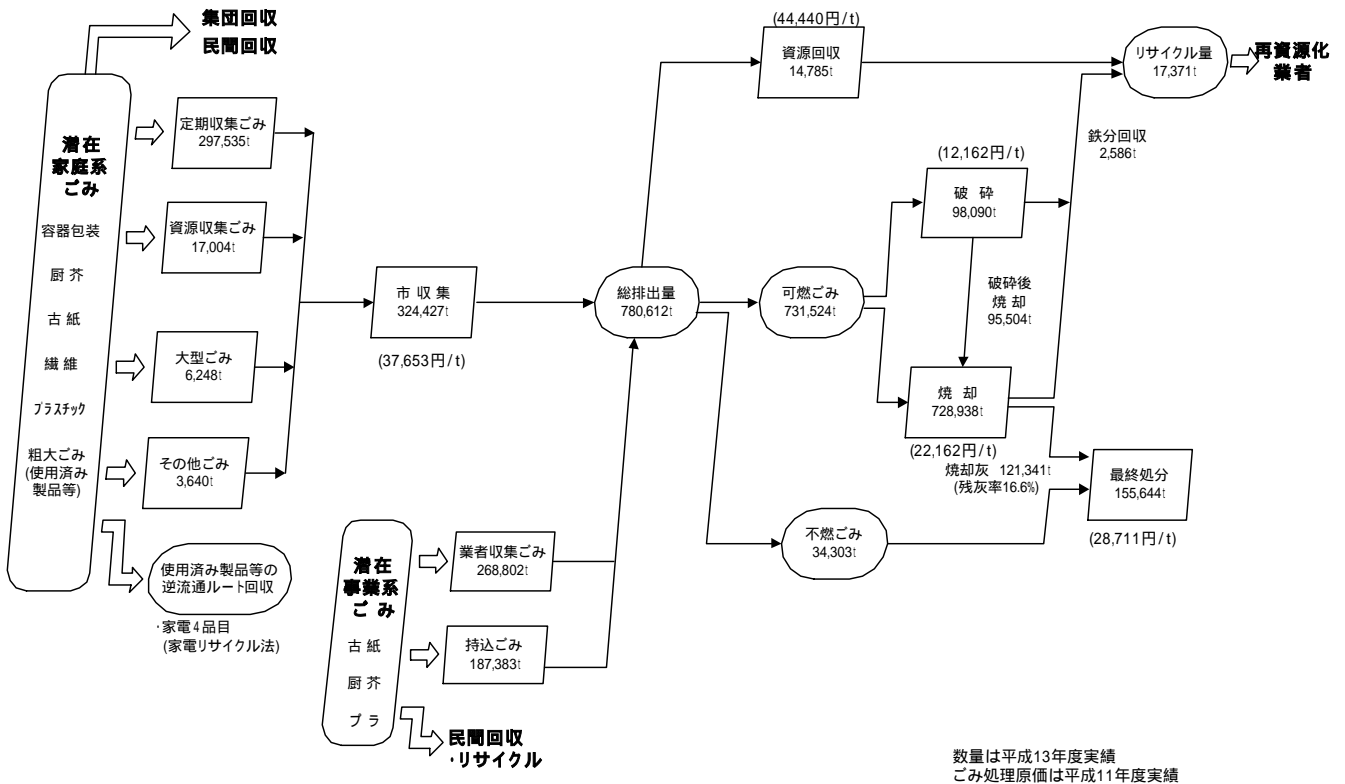 集団回収
民間回収
潜在
家庭系
ごみ
容器包装
厨芥
古紙
繊維
プラスチック
粗大ごみ
(使用済み
製品等)
定期収集ごみ
297,535t
資源収集ごみ
17,004t
大型ごみ
6,248t
その他ごみ
3,640t
使用済み製品等の
逆流通ルート回収
・家電4品目
(家電リサイクル法)
市収集
324,427t
(37,653円/t)
潜在
事業系
ごみ
古紙
厨芥
プラ
業者収集ごみ
268,802t
持込ごみ
187,383t
民間回収
・リサイクル
総排出量
780,612t
(44,440円/t)
資源回収
14,785t
可燃ごみ
731,524t
不燃ごみ
34,303t
(12,162円/t)
破砕
98,090t
破砕後
焼却
95,504t
焼却
728,938t
(22,162円/t)
焼却灰 121,341t
(残灰率16.6%)
鉄分回収
2,586t
リサイクル量
17,371t
再資源化
業者
最終処分
155,644t
(28,711円/t)
数量は平成13年度実績
ごみ処理原価は平成11年度実績